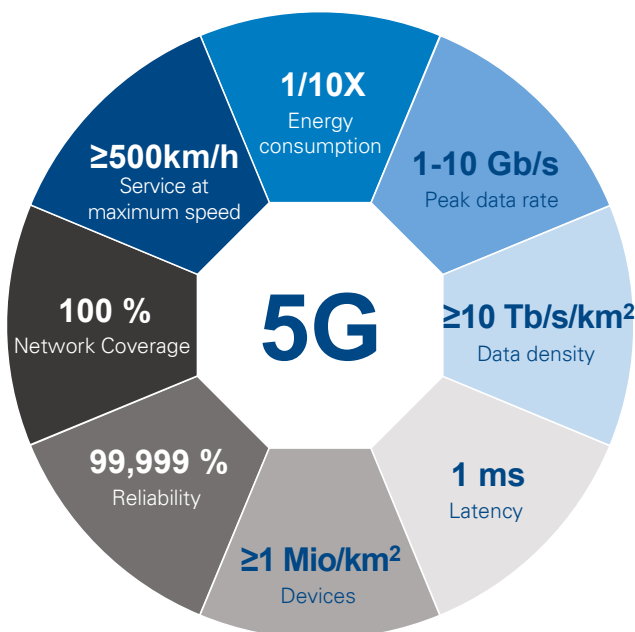 1/10X
Energy
consumption
1-10 Gb/s
Peak data rate
≥10 Tb/s/km²
Data density
1 ms
Latency
≥1 Mio/km²
Devices
99,999 %
Reliability
100 %
Network Coverage
≥500km/h
Service at
maximum speed
5G